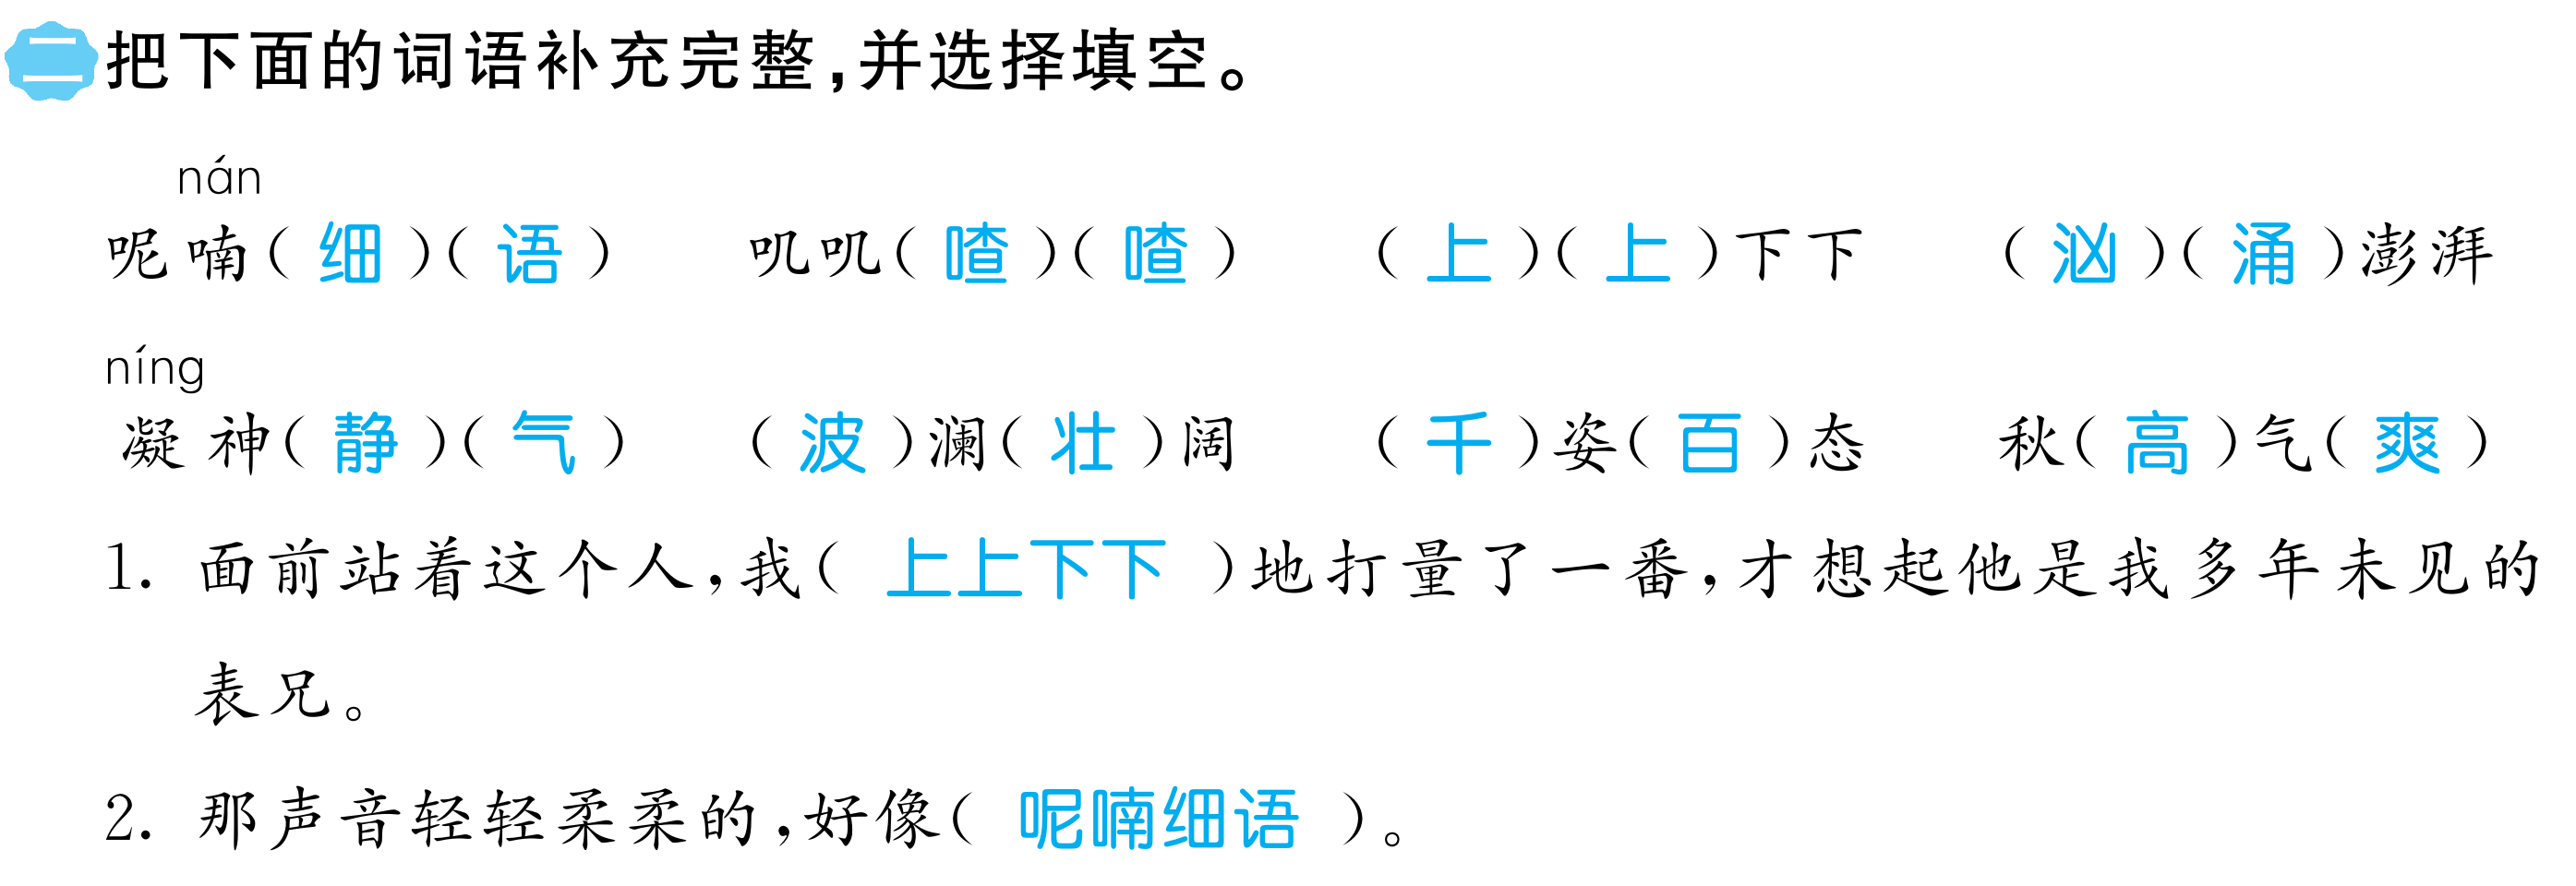 二 把下面的词语补充完整,并选择填空。
nán
呢喃( 细 )( 语 ) 叽叽( 喳 )( 喳 ) ( 上 )( 上 )下下 ( 汹 )( 涌 )澎湃
níng
凝神( 静 )( 气 ) ( 波 )澜( 壮 )阔 ( 千 )姿( 百 )态 秋( 高 )气( 爽 )
1. 面前站着这个人,我( 上上下下 )地打量了一番,才想起他是我多年未见的
表兄。
2. 那声音轻轻柔柔的,好像( 呢喃细语 )。